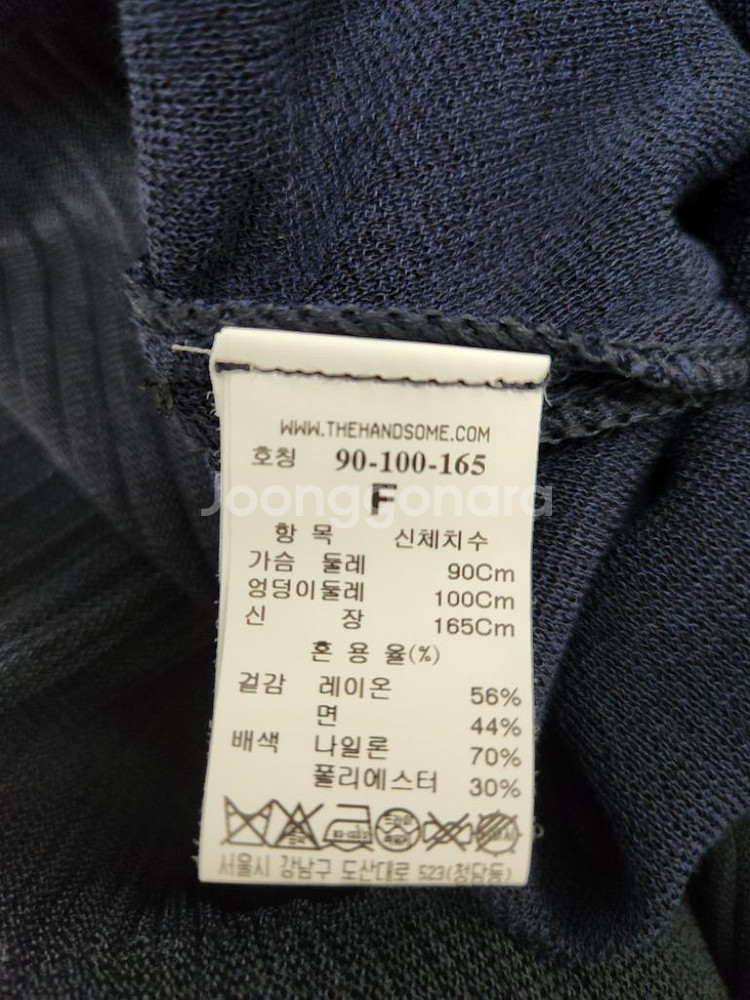 WWW.THEHANDSOME.COM
호칭 90-100-165
F
Joonggonara
항 목 신체치수
가슴 둘레 90Cm
엉덩이둘레 100Cm
신 장 165Cm
혼 용 율(%)
겉감 레이온 56%
면 44%
배색 나일론 70%
폴리에스터 30%
서울시 강남구 도산대로 523(청담동)